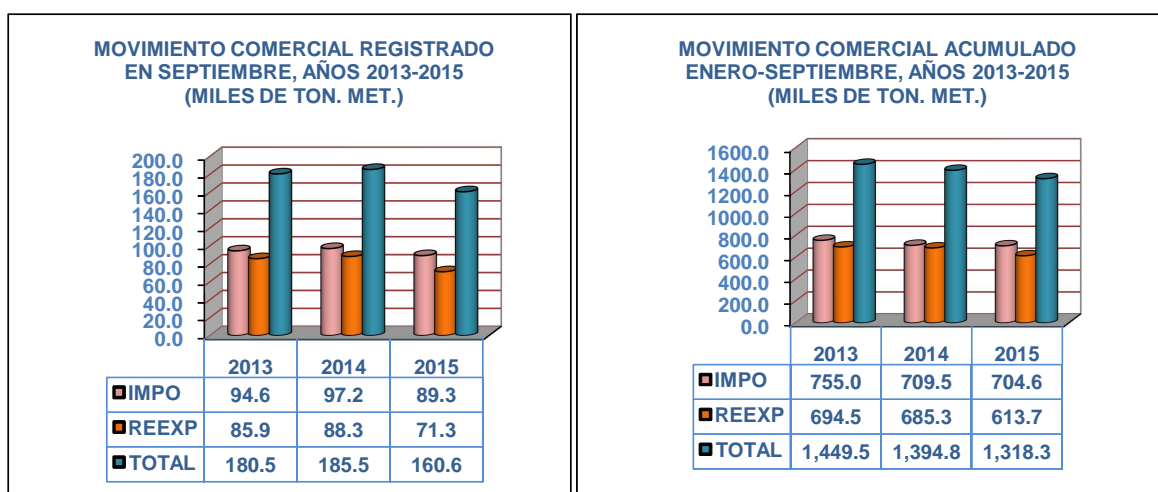 MOVIMIENTO COMERCIAL REGISTRADO
EN SEPTIEMBRE, AÑOS 2013-2015
(MILES DE TON. MET.)
200.0
180.0
160.0
140.0
120.0
100.0
80.0
60.0
40.0
20.0
0.0
2013 2014 2015
IMPO 94.6 97.2 89.3
REEXP 85.9 88.3 71.3
TOTAL 180.5 185.5 160.6
MOVIMIENTO COMERCIAL ACUMULADO
ENERO-SEPTIEMBRE, AÑOS 2013-2015
(MILES DE TON. MET.)
1600.0
1400.0
1200.0
1000.0
800.0
600.0
400.0
200.0
0.0
2013 2014 2015
IMPO 755.0 709.5 704.6
REEXP 694.5 685.3 613.7
TOTAL 1,449.5 1,394.8 1,318.3